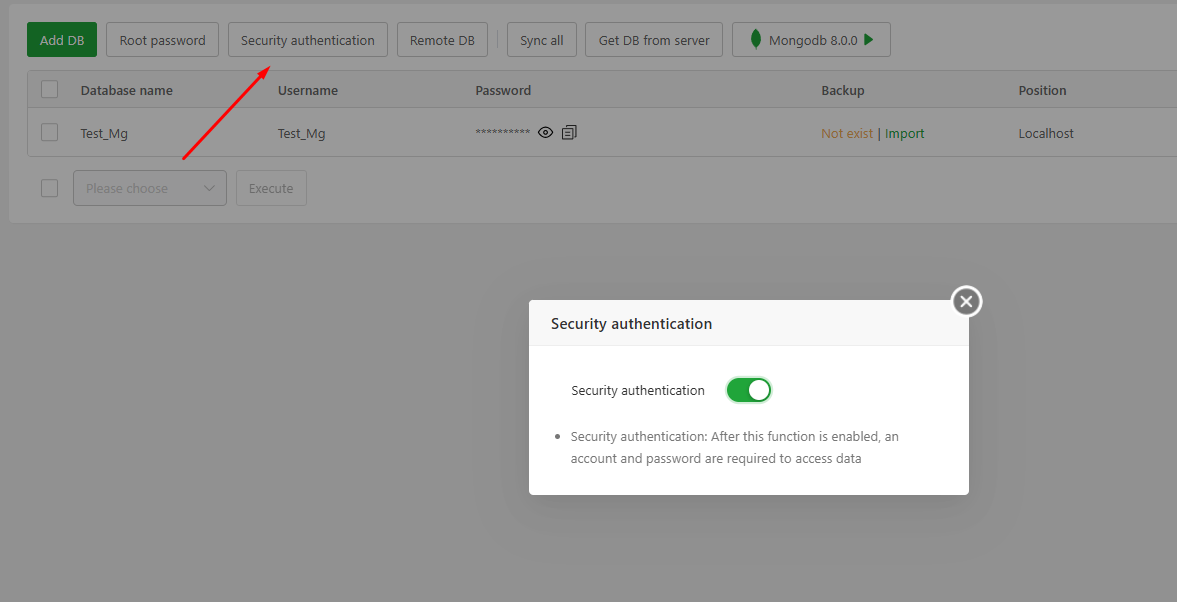 Add DB Root password Security authentication Remote DB Sync all Get DB from server Mongodb 8.0.0
Database name Username Password Backup Position
Test_Mg Test_Mg ********** Not exist | Import Localhost
Please choose Execute
Security authentication
Security authentication
Security authentication: After this function is enabled, an
account and password are required to access data